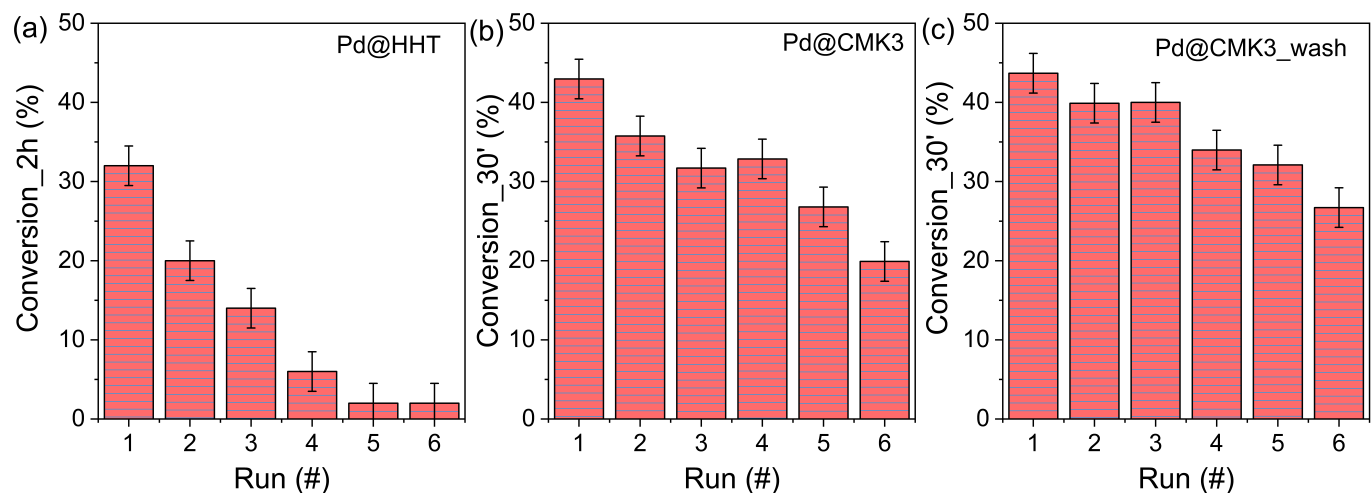 (a)
Pd@HHT
Conversion_2h (%)
50
40
30
20
10
0
1 2 3 4 5 6
Run (#)
(b)
Pd@CMK3
Conversion_30' (%)
50
40
30
20
10
0
1 2 3 4 5 6
Run (#)
(c)
Pd@CMK3_wash
Conversion_30' (%)
50
40
30
20
10
0
1 2 3 4 5 6
Run (#)